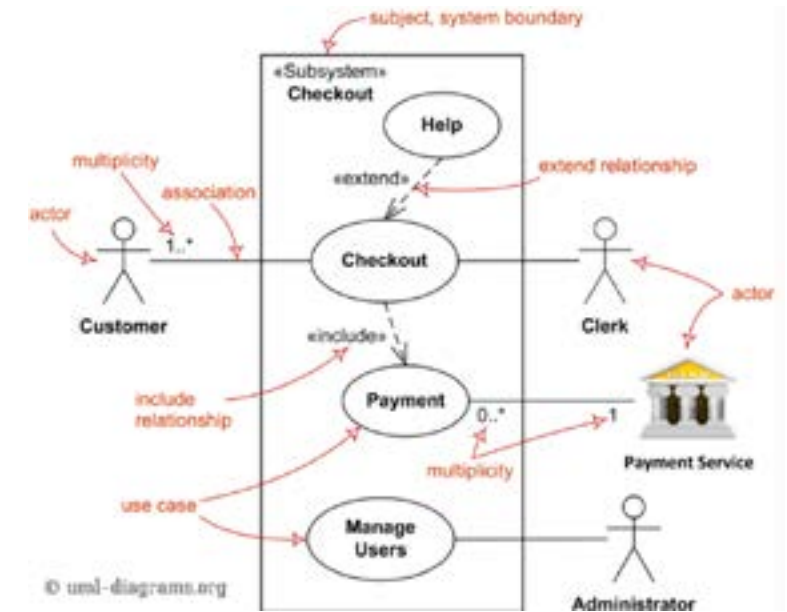 subject, system boundary
«Subsystem»
Checkout
Help
multiplicity
«extend»
extend relationship
association
actor
1..*
Checkout
actor
Customer
Clerk
«include»
include
relationship
Payment
0..*
1
multiplicity
Payment Service
use case
Manage
Users
© uml-diagrams.org
Administrator